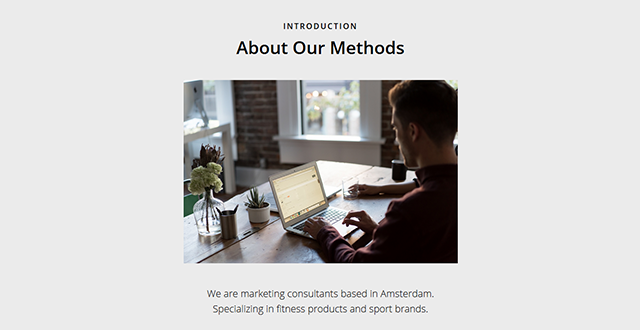 INTRODUCTION
About Our Methods
We are marketing consultants based in Amsterdam.
Specializing in fitness products and sport brands.